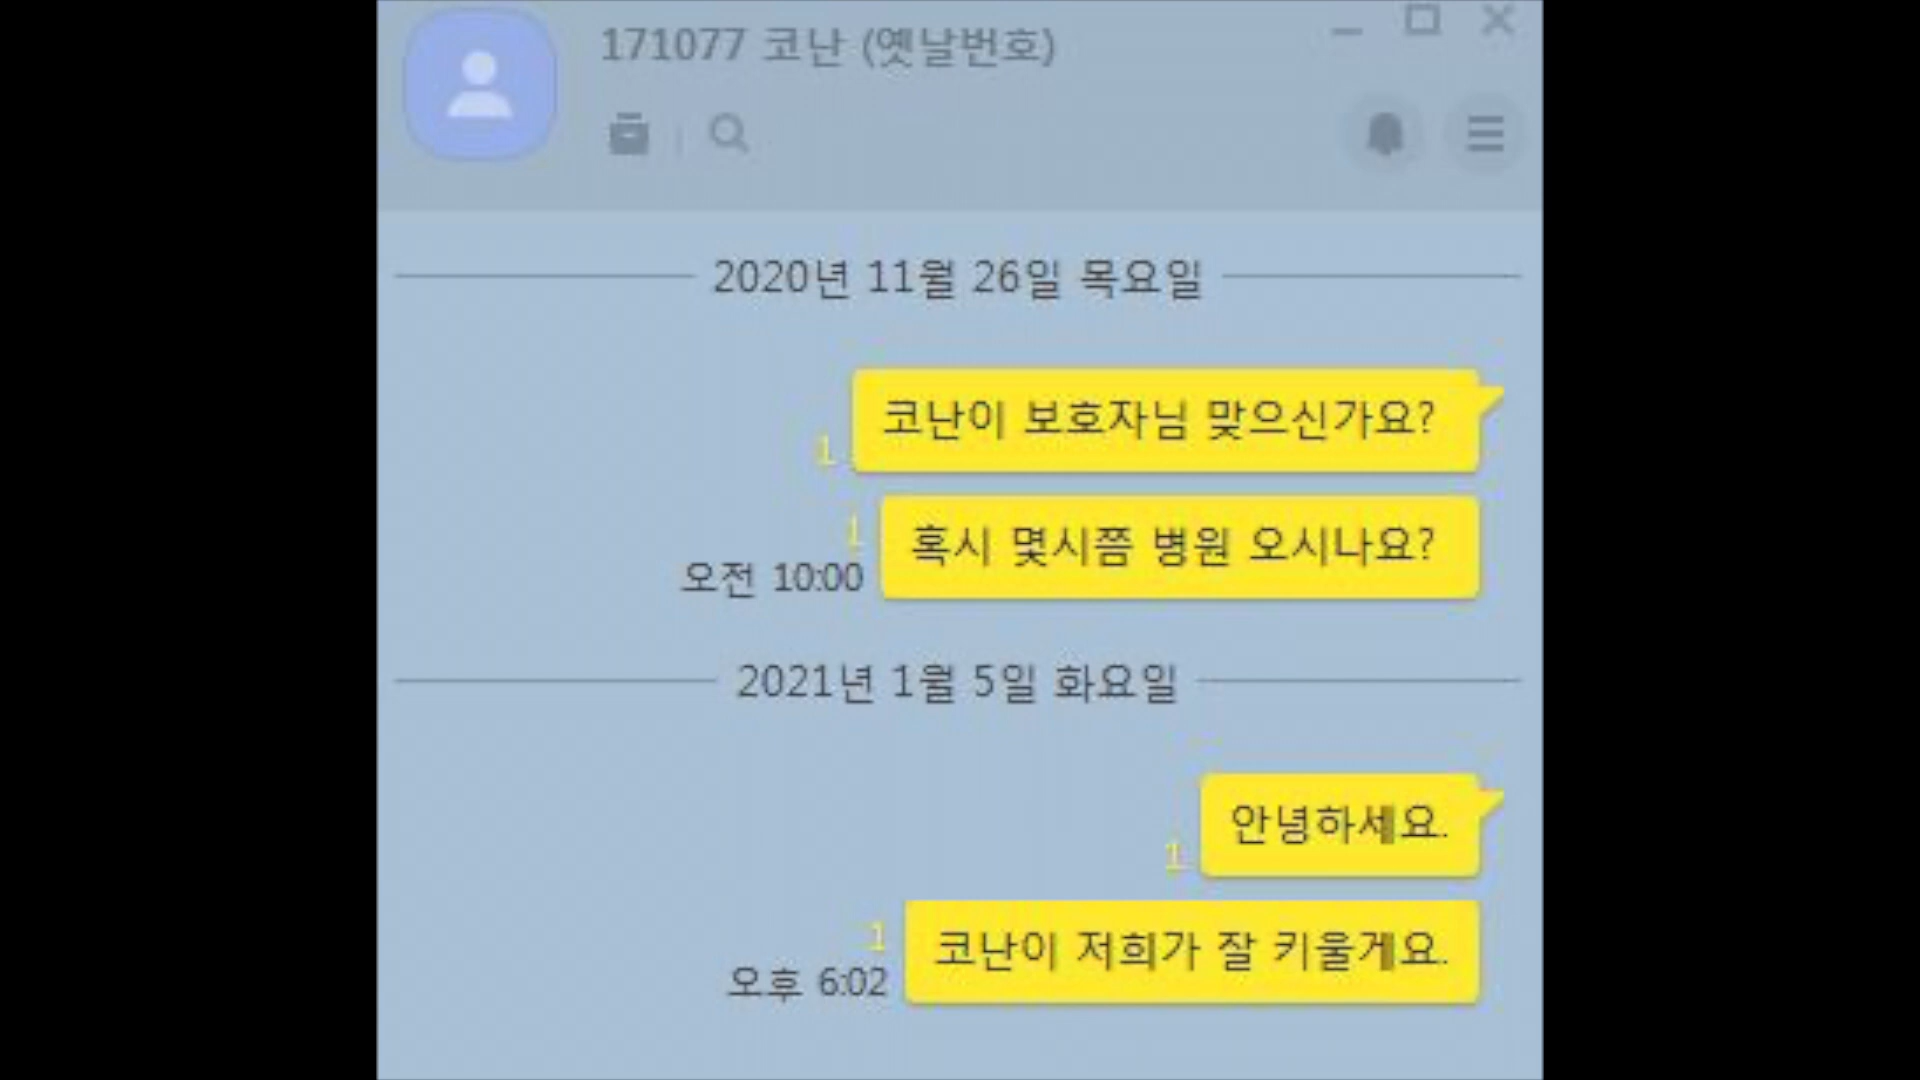 171077 코난 (옛날번호)
2020년 11월 26일 목요일
코난이 보호자님 맞으신가요?
1
혹시 몇시쯤 병원 오시나요?
1
오전 10:00
2021년 1월 5일 화요일
안녕하세요.
1
코난이 저희가 잘 키울게요.
1
오후 6:02